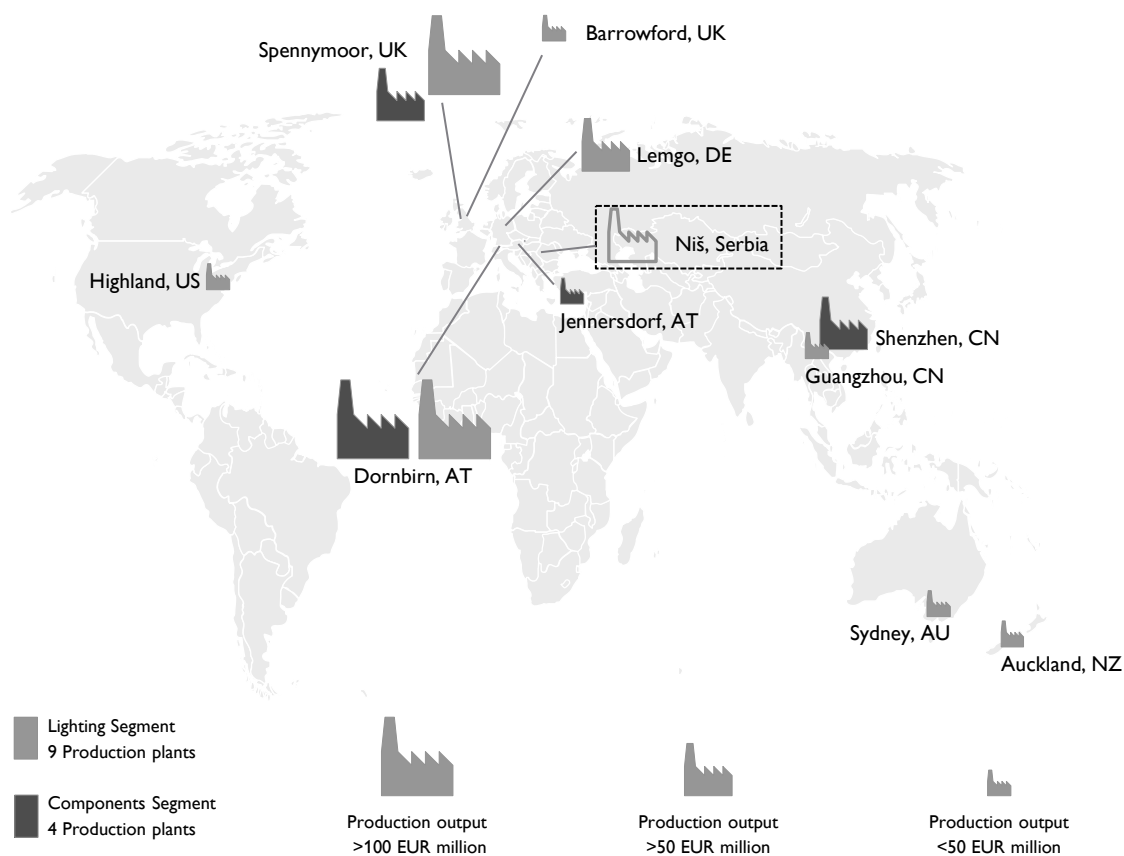 Spennymoor, UK
Barrowford, UK
Lemgo, DE
Niš, Serbia
Highland, US
Jennersdorf, AT
Shenzhen, CN
Guangzhou, CN
Dornbirn, AT
Sydney, AU
Auckland, NZ
Lighting Segment
9 Production plants
Components Segment
4 Production plants
Production output
>100 EUR million
Production output
>50 EUR million
Production output
<50 EUR million